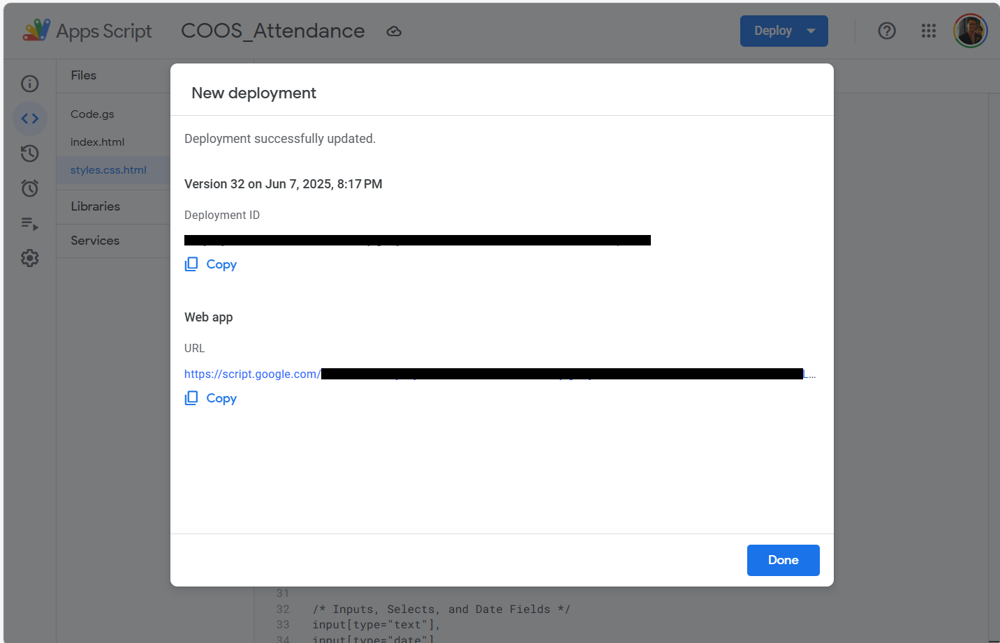 Apps Script
COOS_Attendance
Deploy
Files
Code.gs
index.html
styles.css.html
Libraries
Services
New deployment
Deployment successfully updated.
Version 32 on Jun 7, 2025, 8:17 PM
Deployment ID
Copy
Web app
URL
https://script.google.com/
L...
Copy
Done
31
32 /* Inputs, Selects, and Date Fields */
33 input[type="text"],
34 input[type="date"]